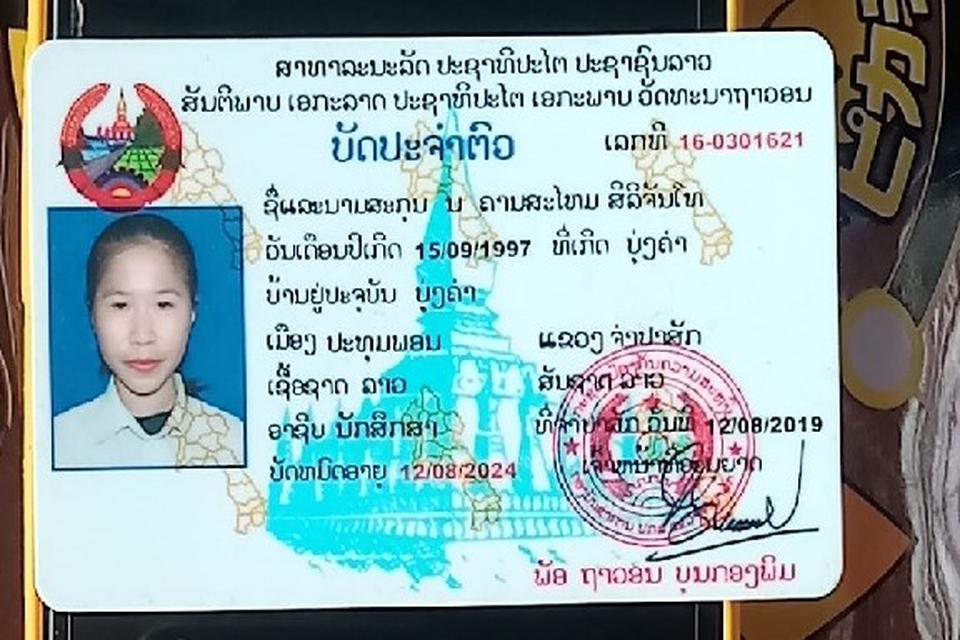 ສາທາລະນະລັດ ປະຊາທິປະໄຕ ປະຊາຊົນລາວ
ສັນຕິພາບ ເອກະລາດ ປະຊາທິປະໄຕ ເອກະພາບ ວັດທະນາຖາວອນ
ບັດປະຈຳຕົວ ເລກທີ 16-0301621
ຊື່ແລະນາມສະກຸນ ນ ຄານສະໄໝມ ສີລິຈັນໂທ
ວັນເດືອນປີເກີດ 15/09/1997 ທີ່ເກີດ ບຸ່ງຄຳ
ບ້ານຢູ່ປະຈຸບັນ ບຸ່ງຄຳ
ເມືອງ ປະທຸມພອນ ແຂວງ ຈຳປາສັກ
ເຊື້ອຊາດ ລາວ ສັນຊາດ ລາວ
ອາຊີບ ນັກສຶກສາ ທີ່ຈຳປາສັກ ວັນທີ 12/08/2019
ບັດຫມົດອາຍຸ 12/08/2024 ເຈົ້າຫນ້າທີ່ອະນຸຍາດ
ພັອ ຖາວອນ ບຸນກອງພິມ